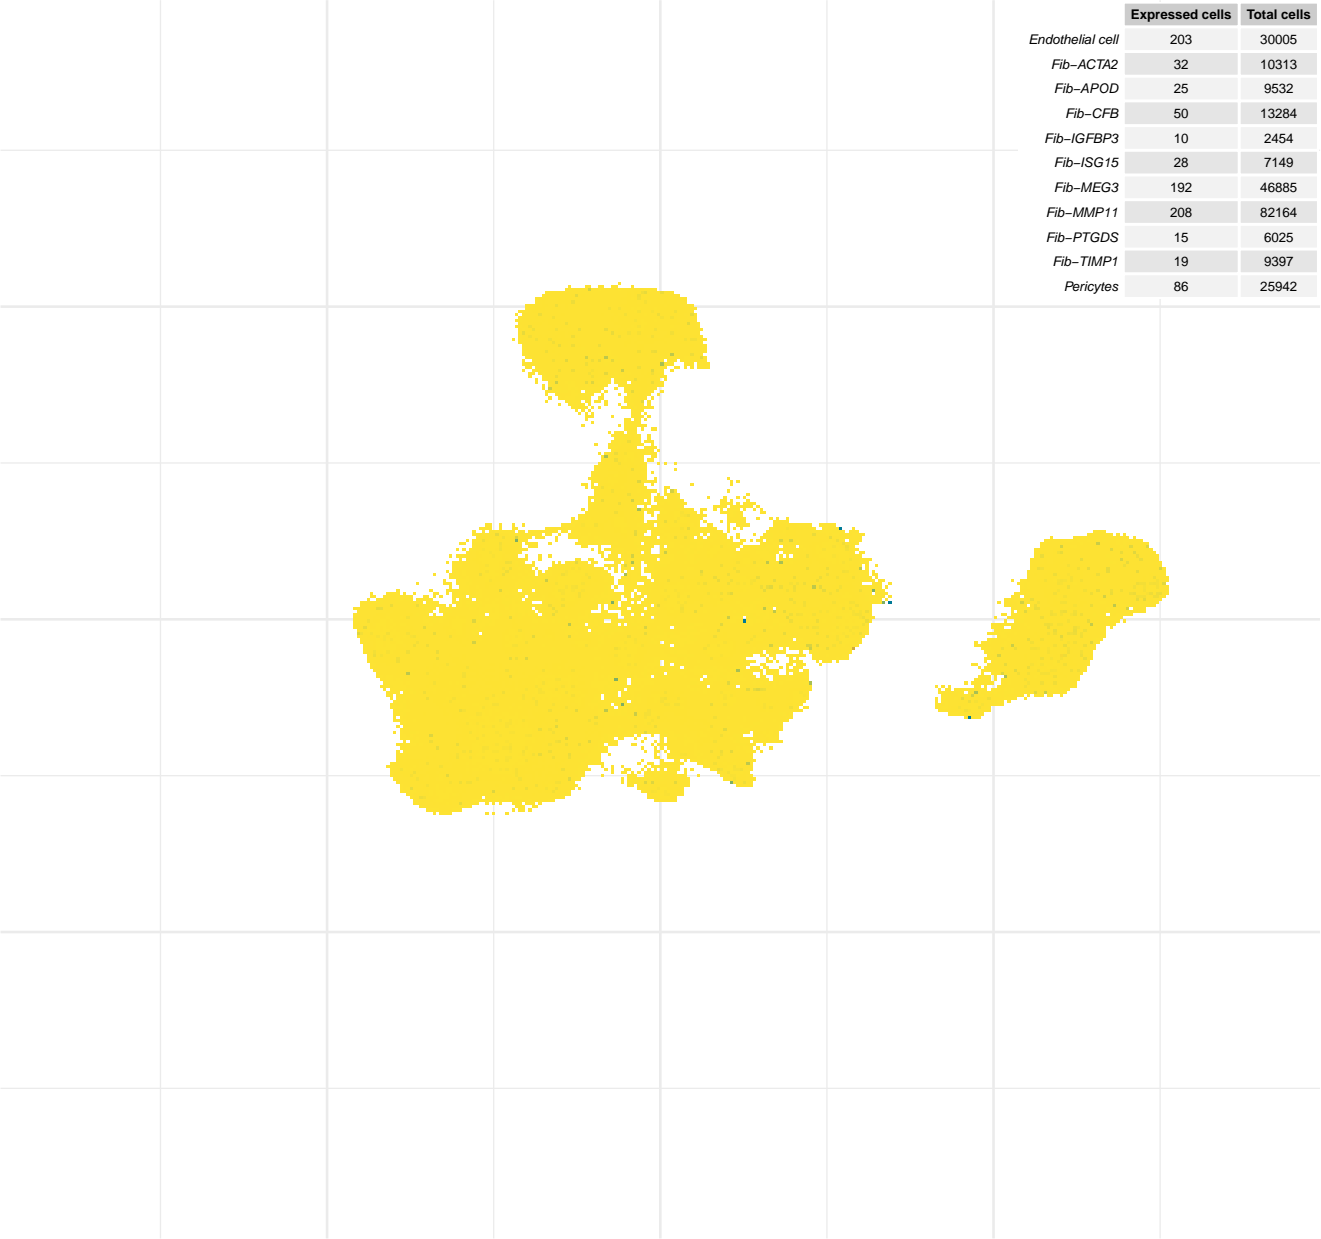 Expressed cells Total cells
Endothelial cell 203 30005
Fib−ACTA2 32 10313
Fib−APOD 25 9532
Fib−CFB 50 13284
Fib−IGFBP3 10 2454
Fib−ISG15 28 7149
Fib−MEG3 192 46885
Fib−MMP11 208 82164
Fib−PTGDS 15 6025
Fib−TIMP1 19 9397
Pericytes 86 25942